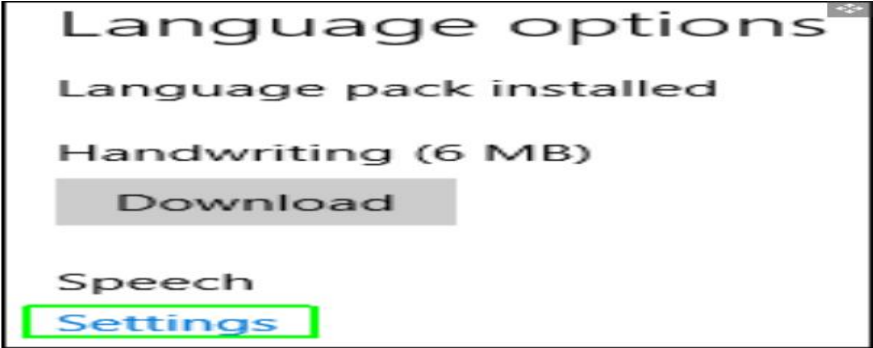 Language options
Language pack installed
Handwriting (6 MB)
Download
Speech
Settings